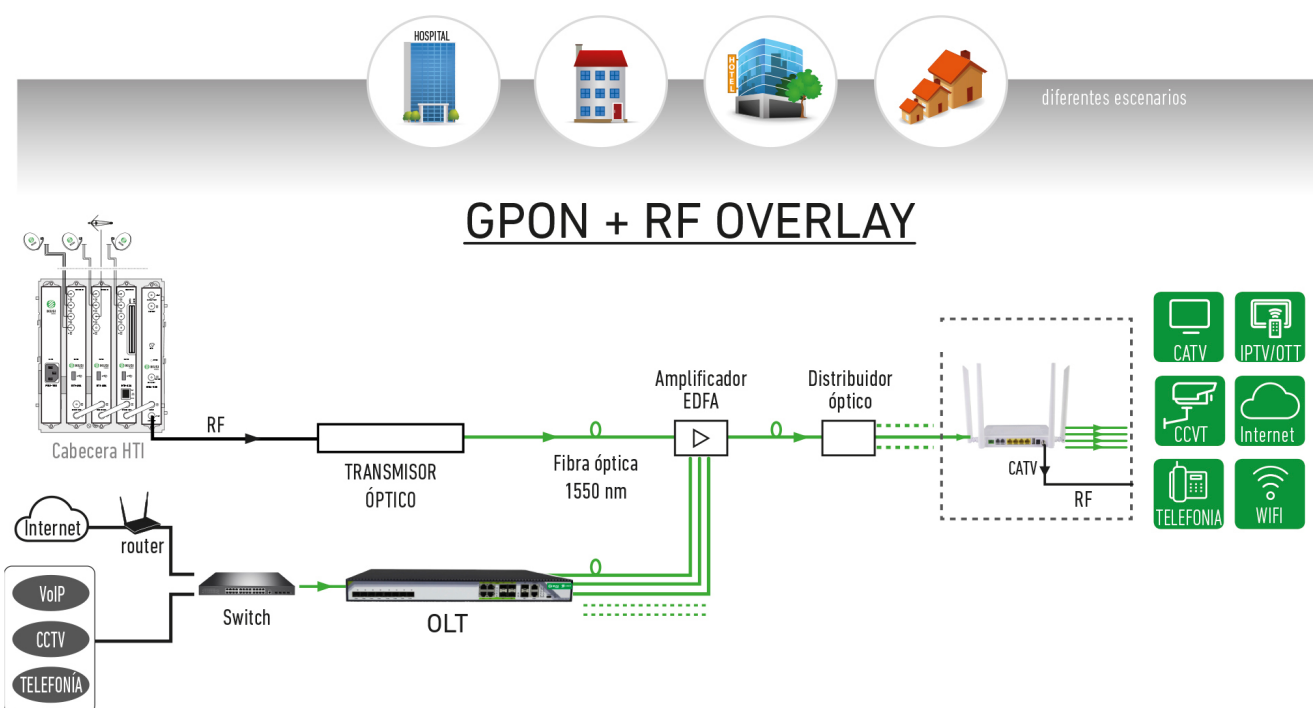 HOSPITAL
HOTEL
diferentes escenarios
GPON + RF OVERLAY
Cabecera HTI
RF
TRANSMISOR
ÓPTICO
Fibra óptica
1550 nm
Amplificador
EDFA
Distribuidor
óptico
CATV
RF
CATV
IPTV/OTT
CCVT
Internet
TELEFONIA
WIFI
Internet
router
VoIP
CCTV
TELEFONÍA
Switch
OLT